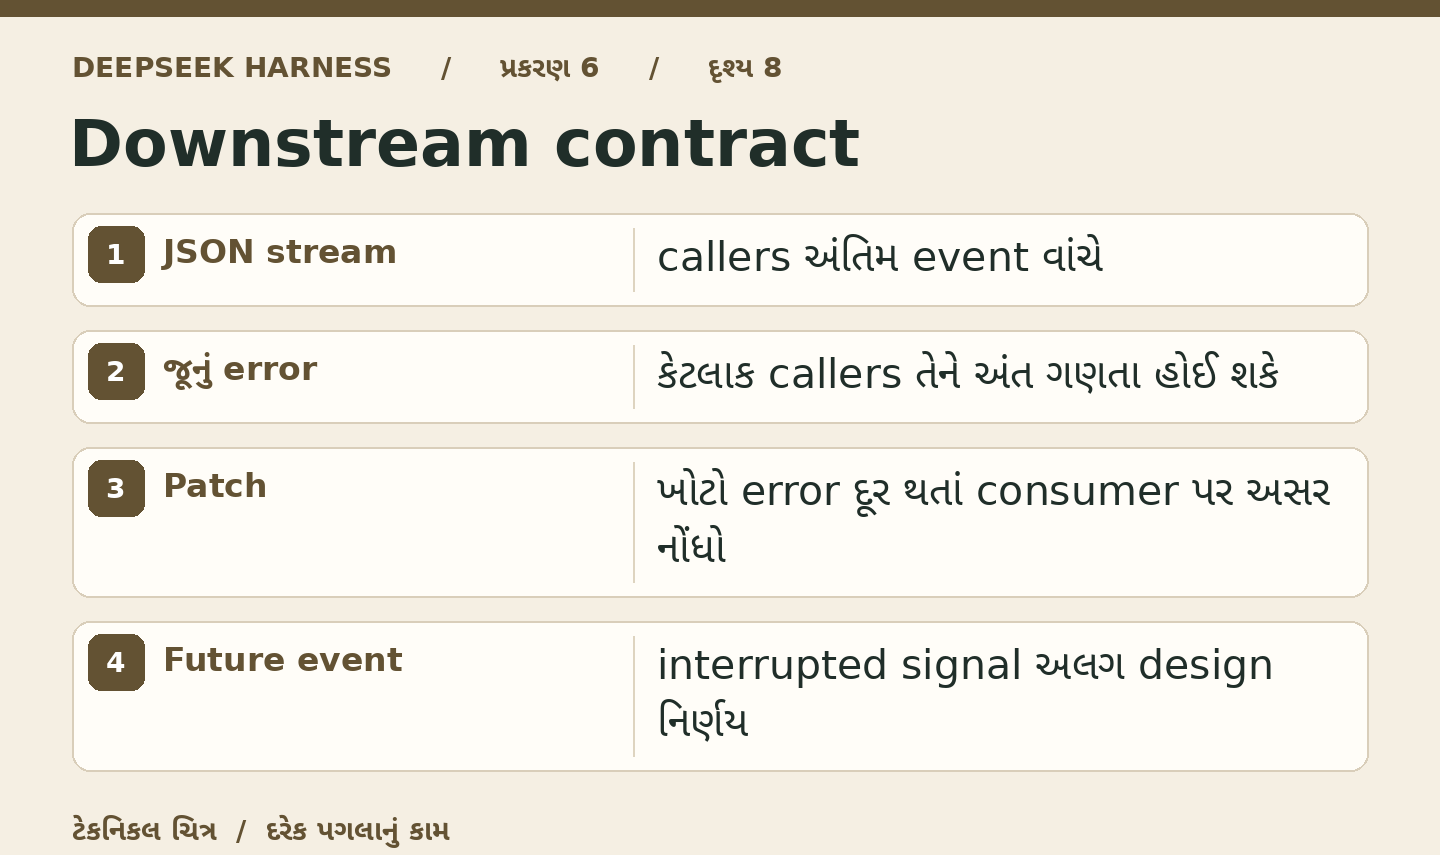 DEEPSEEK HARNESS / પ્રકરણ 6 / દૃશ્ય 8
Downstream contract
1 JSON stream callers અંતિમ event વાંચે
2 જૂનું error કેટલાક callers તેને અંત ગણતા હોઈ શકે
3 Patch ખોટો error દૂર થતાં consumer પર અસર
નોંધો
4 Future event interrupted signal અલગ design
નિર્ણય
ટેકનિકલ ચિત્ર / દરેક પગલાનું કામ